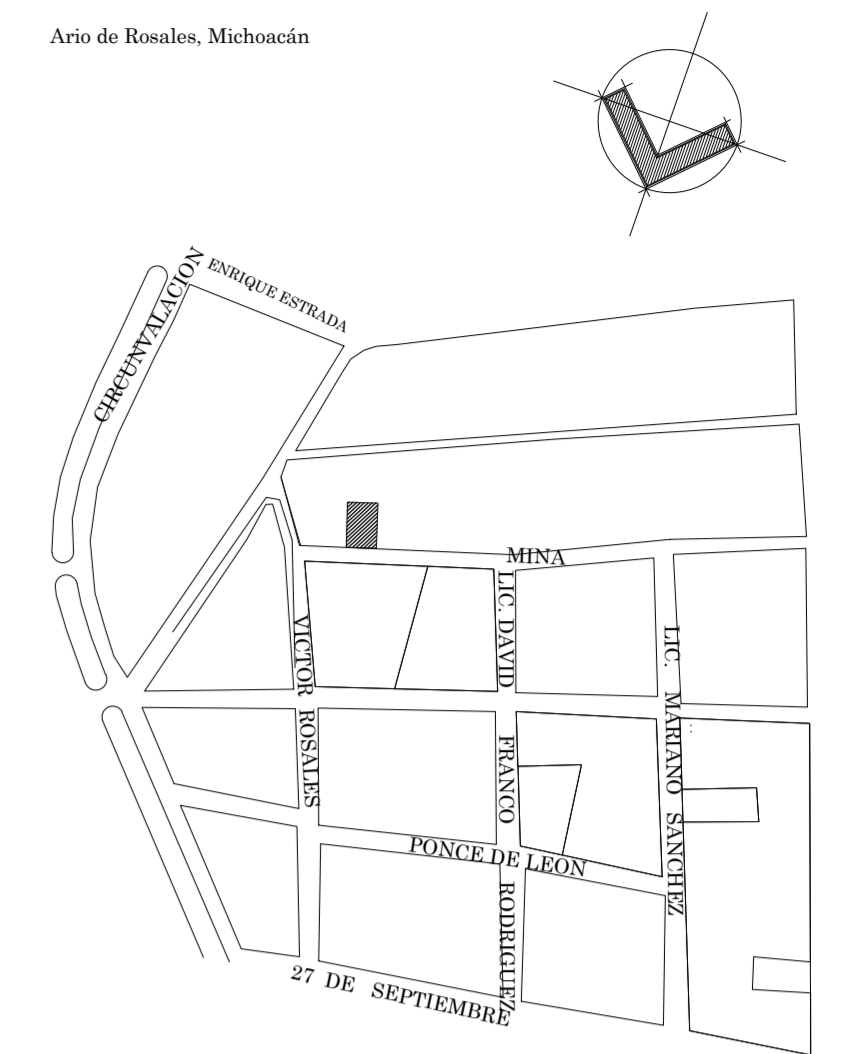 Ario de Rosales, Michoacán
CIRCUNVALACION
ENRIQUE ESTRADA
MINA
VICTOR ROSALES
LIC. DAVID FRANCO RODRIGUEZ
LIC. MARIANO SANCHEZ
PONCE DE LEON
27 DE SEPTIEMBRE